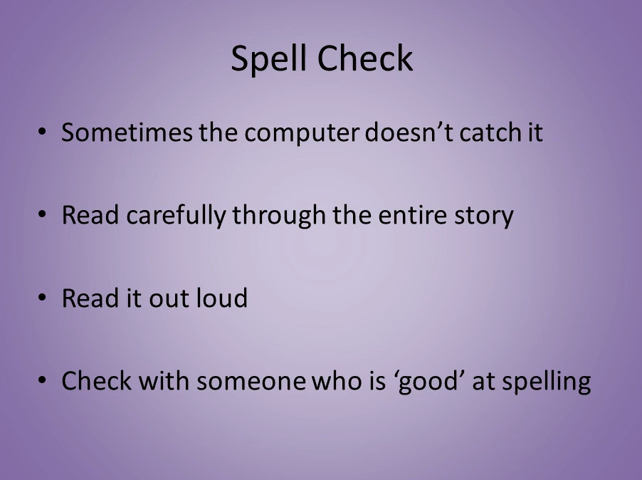 Spell Check
• Sometimes the computer doesn’t catch it
• Read carefully through the entire story
• Read it out loud
• Check with someone who is ‘good’ at spelling